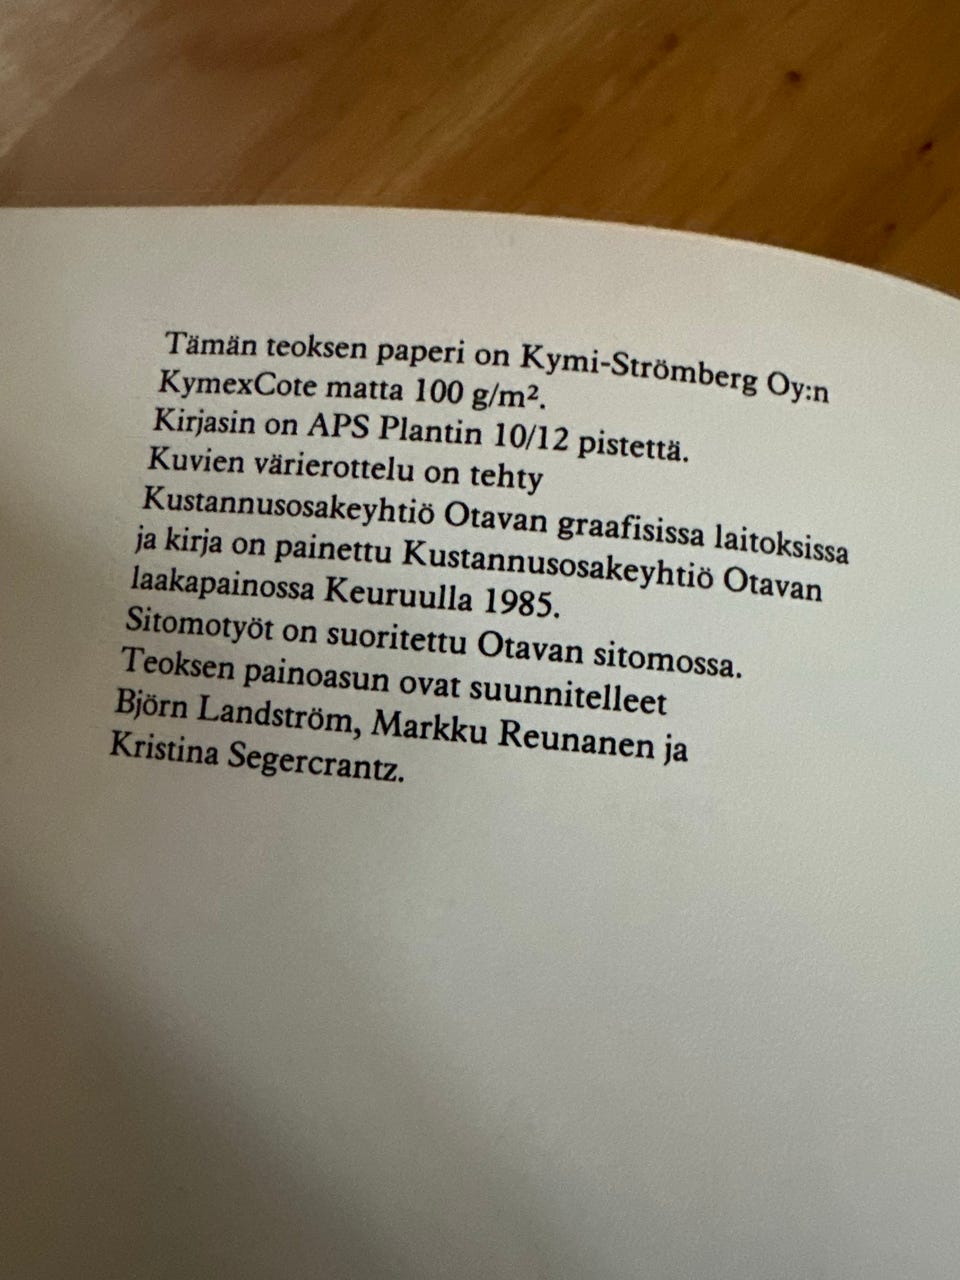 Tämän teoksen paperi on Kymi-Strömberg Oy:n
KymexCote matta 100 g/m².
Kirjasin on APS Plantin 10/12 pistettä.
Kuvien värierottelu on tehty
Kustannusosakeyhtiö Otavan graafisissa laitoksissa
ja kirja on painettu Kustannusosakeyhtiö Otavan
laakapainossa Keuruulla 1985.
Sitomotyöt on suoritettu Otavan sitomossa.
Teoksen painoasun ovat suunnitelleet
Björn Landström, Markku Reunanen ja
Kristina Segercrantz.